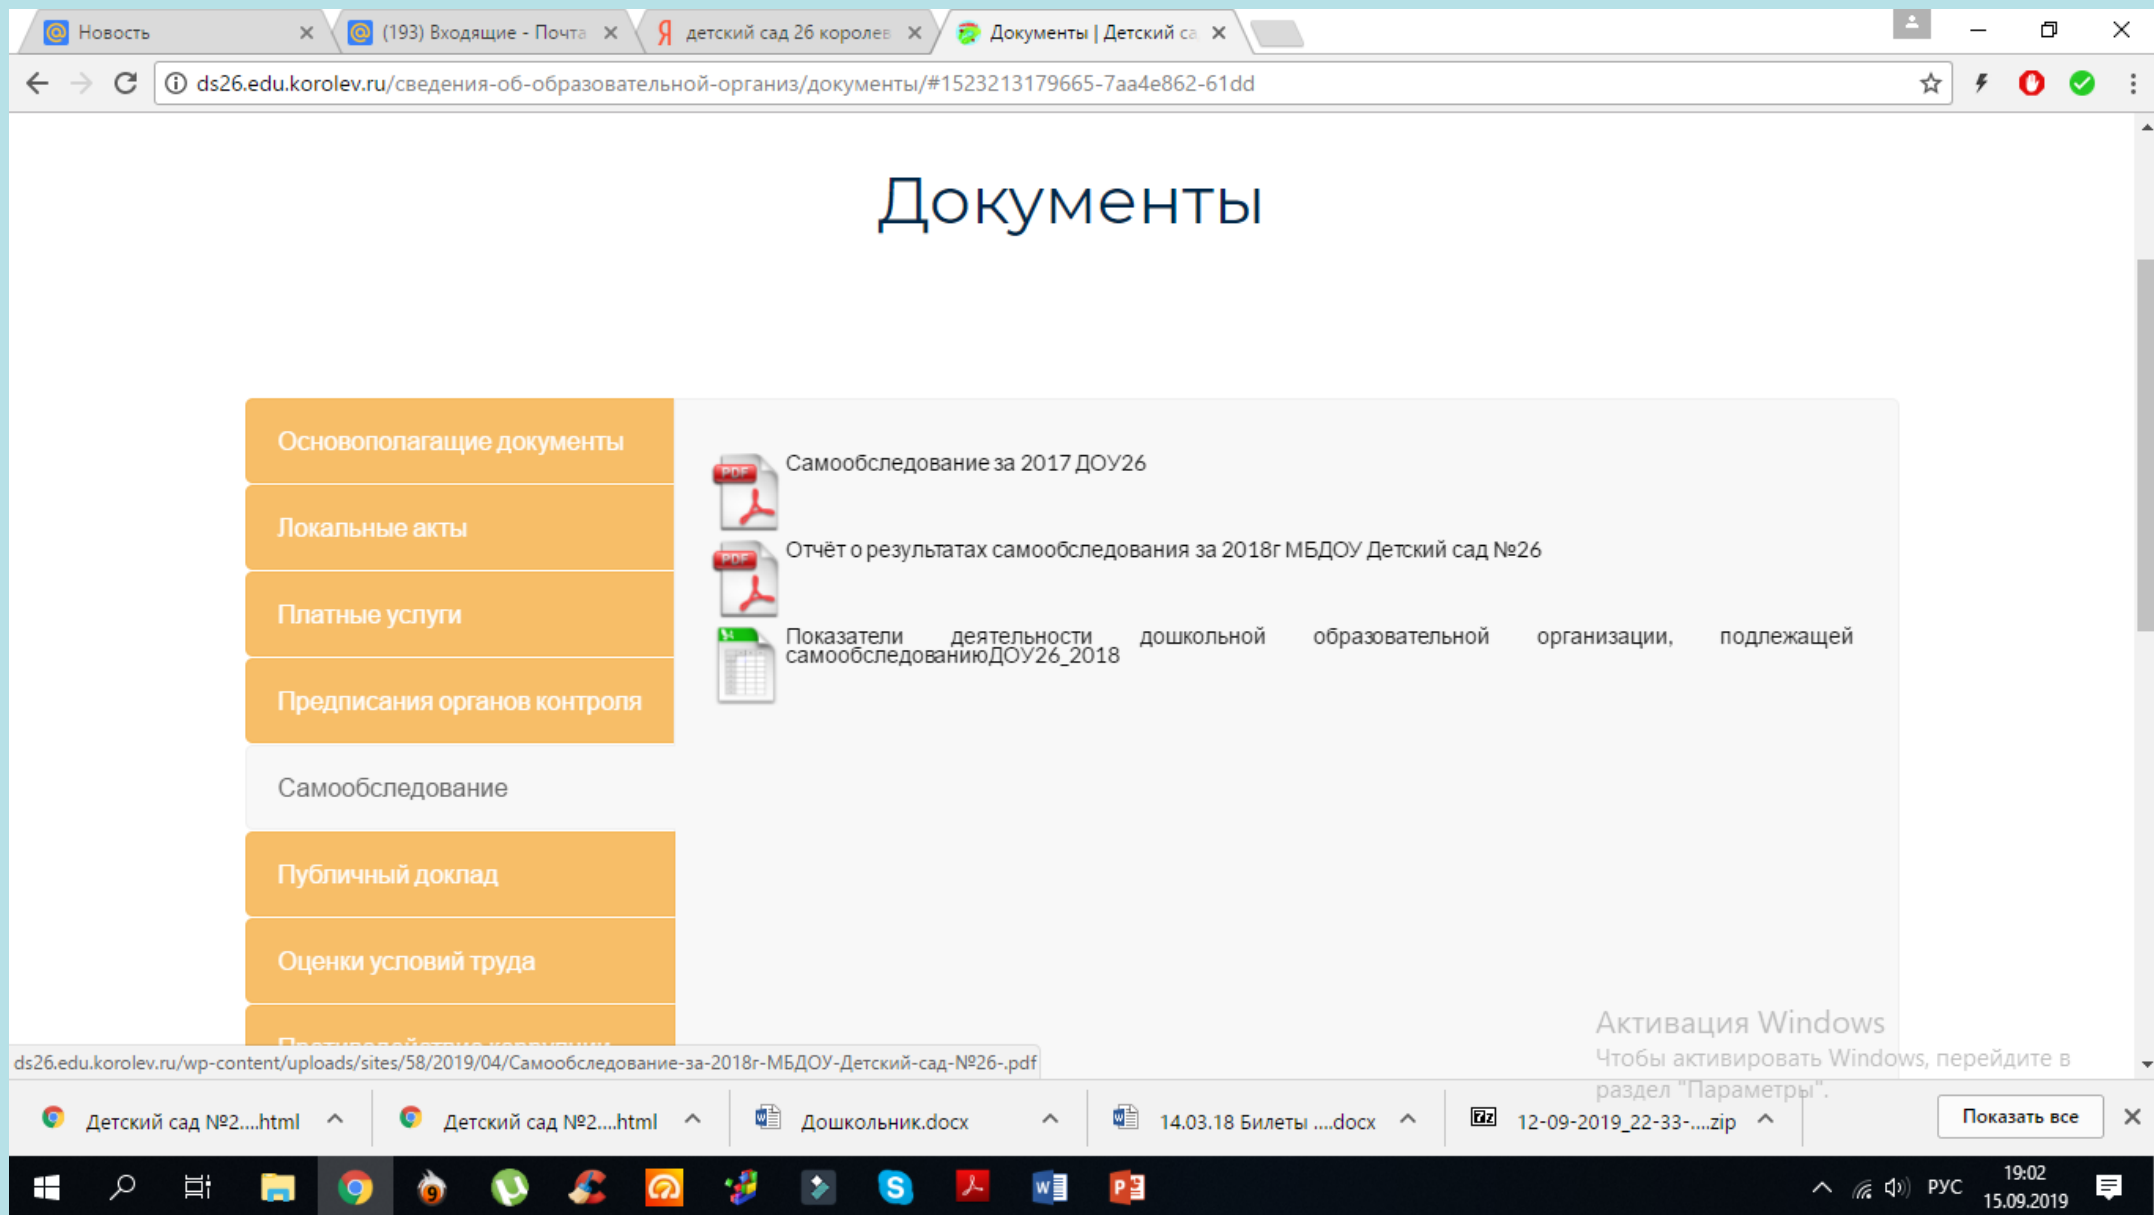 Новость
(193) Входящие - Почта
Я детский сад 26 королев
Документы | Детский са
ds26.edu.korolev.ru/сведения-об-образовательной-организ/документы/#1523213179665-7aa4e862-61dd
Документы
Основополагащие документы
Локальные акты
Платные услуги
Предписания органов контроля
Самообследование
Публичный доклад
Оценки условий труда
Противодействие коррупции
PDF
Самообследование за 2017 ДОУ26
PDF
Отчёт о результатах самообследования за 2018г МБДОУ Детский сад №26
Показатели деятельности дошкольной образовательной организации, подлежащей
самообследованиюДОУ26_2018
Активация Windows
Чтобы активировать Windows, перейдите в
раздел "Параметры".
ds26.edu.korolev.ru/wp-content/uploads/sites/58/2019/04/Самообследование-за-2018г-МБДОУ-Детский-сад-№26-.pdf
Детский сад №2....html
Детский сад №2....html
Дошкольник.docx
14.03.18 Билеты ....docx
7z 12-09-2019_22-33-....zip
Показать все
РУС
19:02
15.09.2019